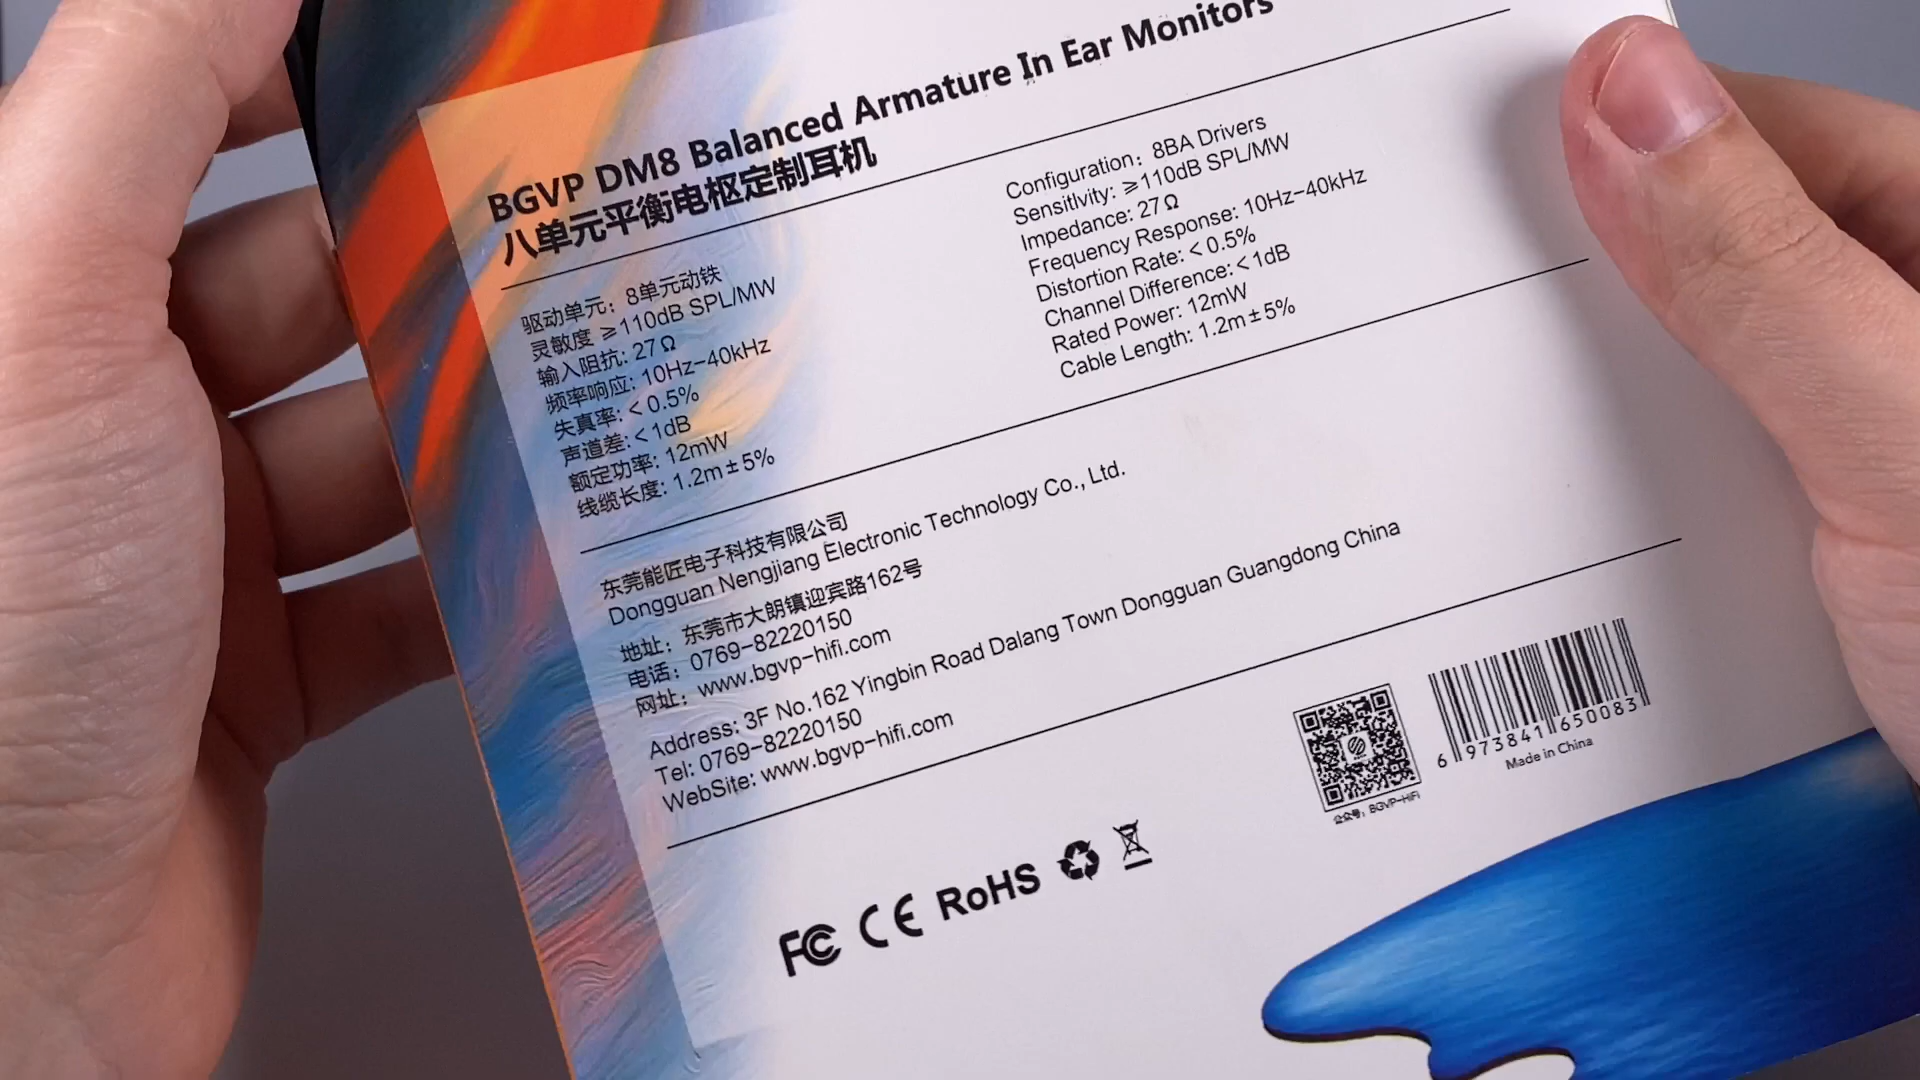 BGVP DM8 Balanced Armature In Ear Monitors
八单元平衡电枢定制耳机
驱动单元：8单元动铁
灵敏度 ≥110dB SPL/MW
输入阻抗: 27Ω
频率响应: 10Hz-40kHz
失真率: < 0.5%
声道差: <1dB
额定功率: 12mW
线缆长度: 1.2m±5%
Configuration：8BA Drivers
Sensitlvity: ≥110dB SPL/MW
Impedance: 27Ω
Frequency Response: 10Hz-40kHz
Distortion Rate: < 0.5%
Channel Difference: <1dB
Rated Power: 12mW
Cable Length: 1.2m±5%
东莞能匠电子科技有限公司
Dongguan Nengjiang Electronic Technology Co., Ltd.
地址：东莞市大朗镇迎宾路162号
电话：0769-82220150
网址：www.bgvp-hifi.com
Address: 3F No.162 Yingbin Road Dalang Town Dongguan Guangdong China
Tel: 0769-82220150
WebSite: www.bgvp-hifi.com
公众号：BGVP-HiFi
6 973841 650083
Made in China
FC CE RoHS